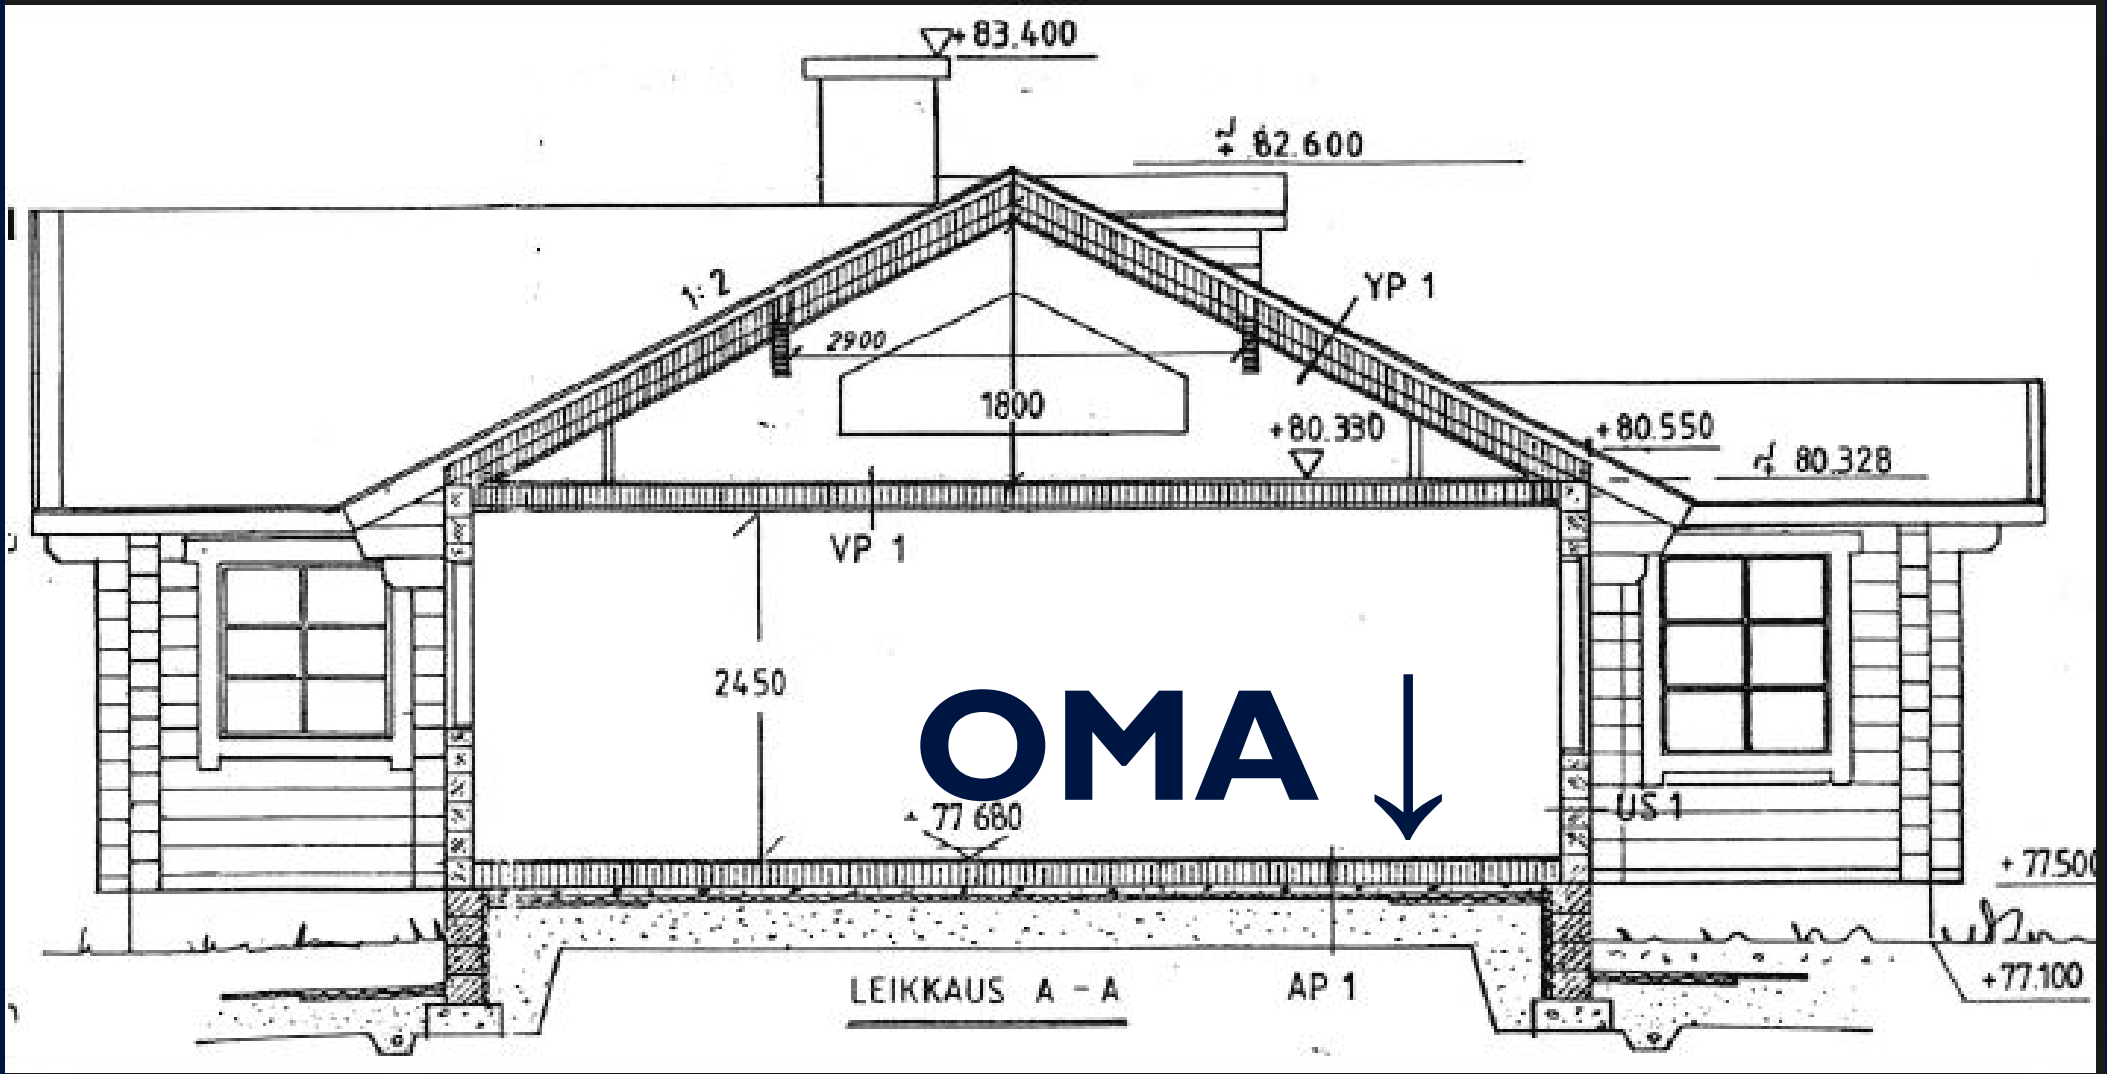 +83.400
~+ 82.600
1:2
YP 1
2900
1800
+80.330
+80.550
~+ 80.328
VP 1
2450
OMA ↓
+ 77 680
US 1
+ 77.500
+77.100
LEIKKAUS A - A
AP 1